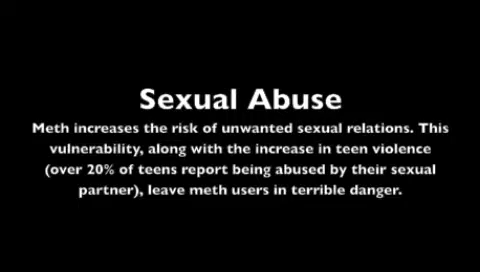 Sexual Abuse
Meth increases the risk of unwanted sexual relations. This
vulnerability, along with the increase in teen violence
(over 20% of teens report being abused by their sexual
partner), leave meth users in terrible danger.